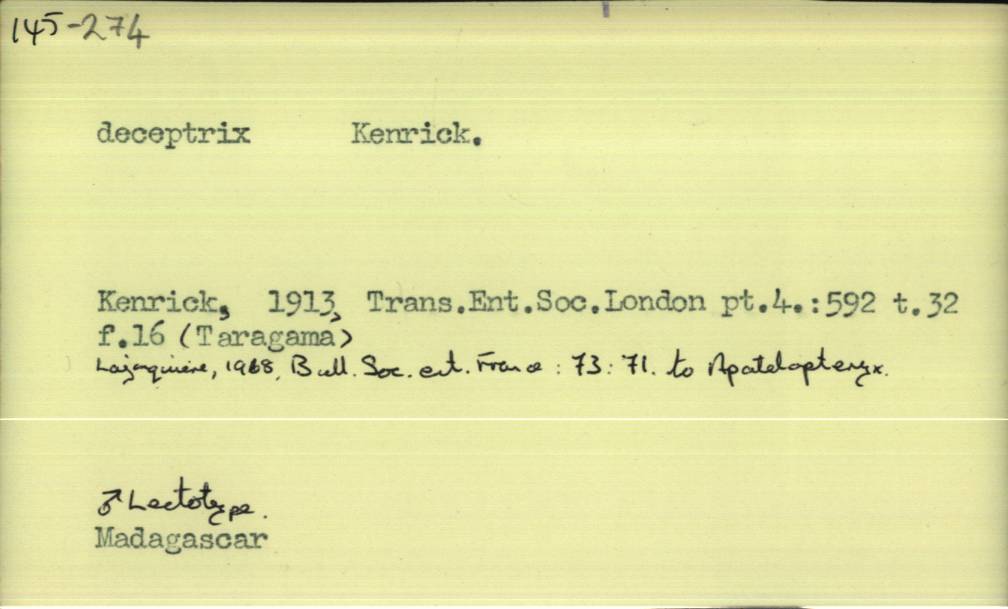 145-274
deceptrix Kenrick.
Kenrick, 1913, Trans.Ent.Soc.London pt.4.:592 t.32
f.16 (Taragama)
Lajonquière, 1968, Bull. Soc. ent. France : 73: 71. to Apatelopteryx.
♂ Lectotype.
Madagascar